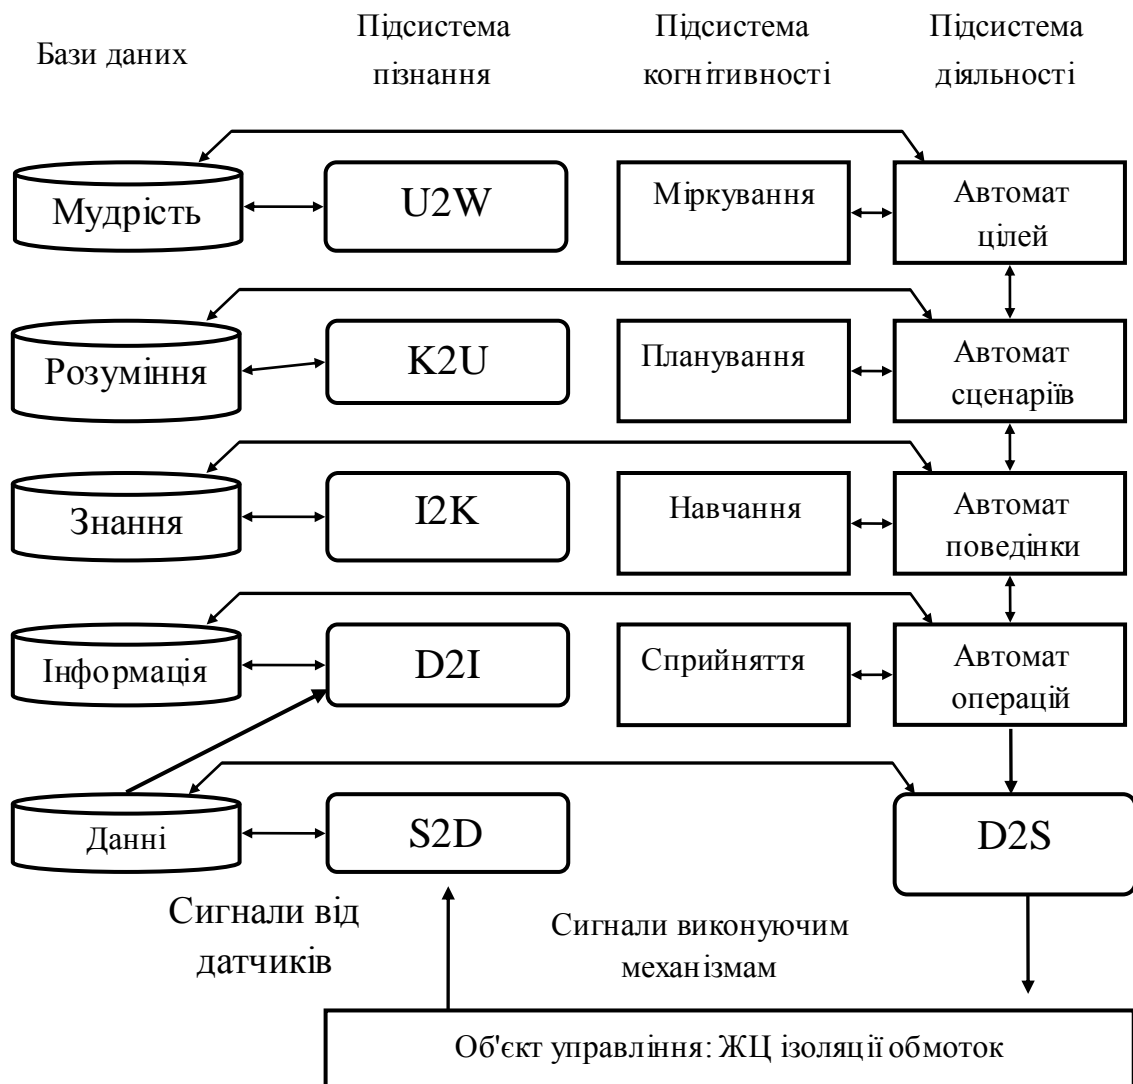 Бази даних
Підсистема
пізнання
Підсистема
когнітивності
Підсистема
діяльності
Мудрість
U2W
Міркування
Автомат
цілей
Розуміння
K2U
Планування
Автомат
сценаріїв
Знання
I2K
Навчання
Автомат
поведінки
Інформація
D2I
Сприйняття
Автомат
операцій
Данні
S2D
D2S
Сигнали від
датчиків
Сигнали виконуючим
механізмам
Об'єкт управління: ЖЦ ізоляції обмоток